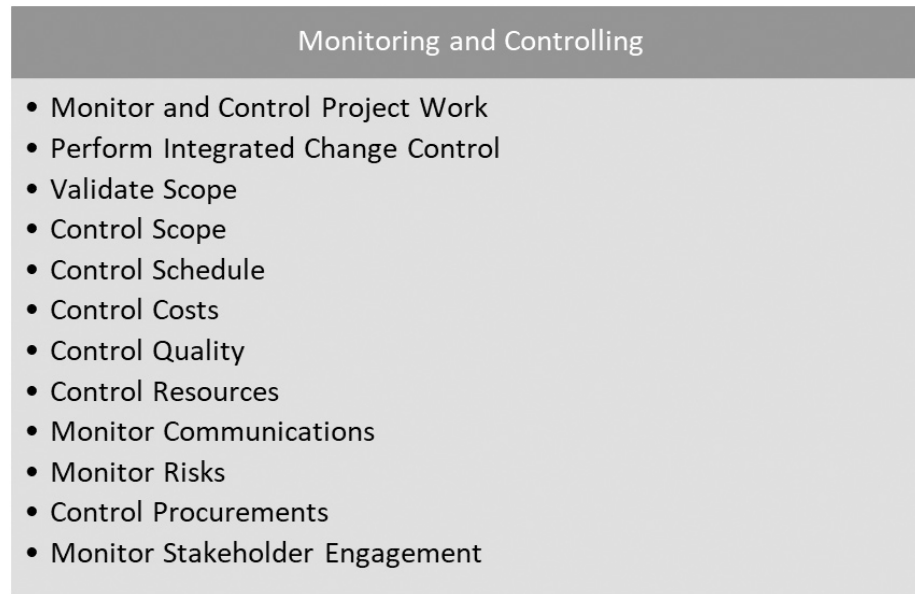 Monitoring and Controlling
• Monitor and Control Project Work
• Perform Integrated Change Control
• Validate Scope
• Control Scope
• Control Schedule
• Control Costs
• Control Quality
• Control Resources
• Monitor Communications
• Monitor Risks
• Control Procurements
• Monitor Stakeholder Engagement